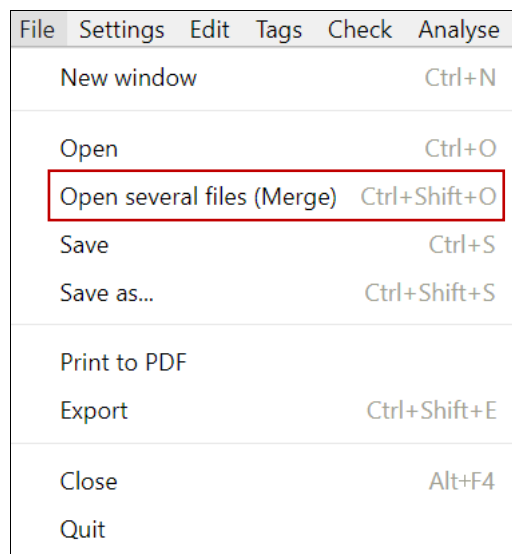 File Settings Edit Tags Check Analyse
New window Ctrl+N
Open Ctrl+O
Open several files (Merge) Ctrl+Shift+O
Save Ctrl+S
Save as... Ctrl+Shift+S
Print to PDF
Export Ctrl+Shift+E
Close Alt+F4
Quit